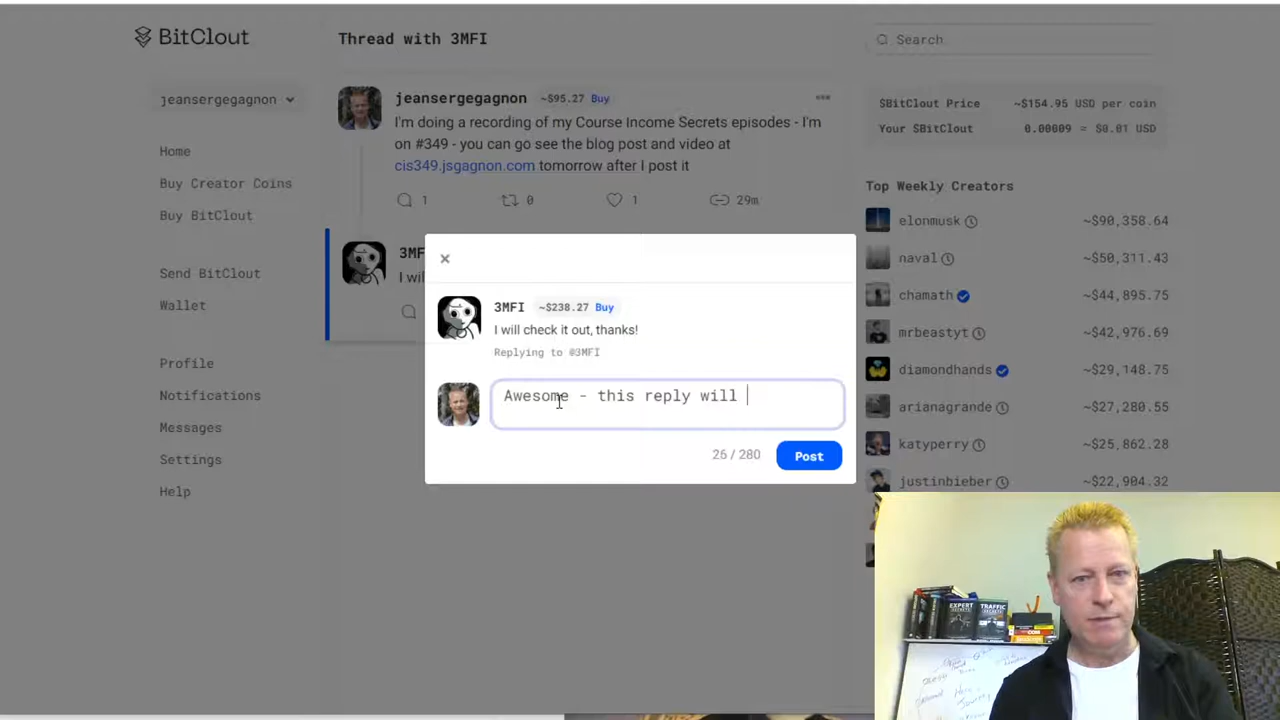 BitClout
jeansergegagnon
Home
Buy Creator Coins
Buy BitClout
Send BitClout
Wallet
Profile
Notifications
Messages
Settings
Help
Thread with 3MFI
jeansergegagnon ~$95.27 Buy
I'm doing a recording of my Course Income Secrets episodes - I'm
on #349 - you can go see the blog post and video at
cis349.jsgagnon.com tomorrow after I post it
1 0 1 29m
3MF
I wil
3MFI ~$238.27 Buy
I will check it out, thanks!
Replying to @3MFI
Awesome - this reply will
26 / 280 Post
Search
$BitClout Price ~$154.95 USD per coin
Your $BitClout 0.00009 = $0.01 USD
Top Weekly Creators
elonmusk ~$90,358.64
naval ~$50,311.43
chamath ~$44,895.75
mrbeastyt ~$42,976.69
diamondhands ~$29,148.75
arianagrande ~$27,280.55
katyperry ~$25,862.28
justinbieber ~$22,904.32
EXPERT
SECRETS
TRAFFIC
SECRETS